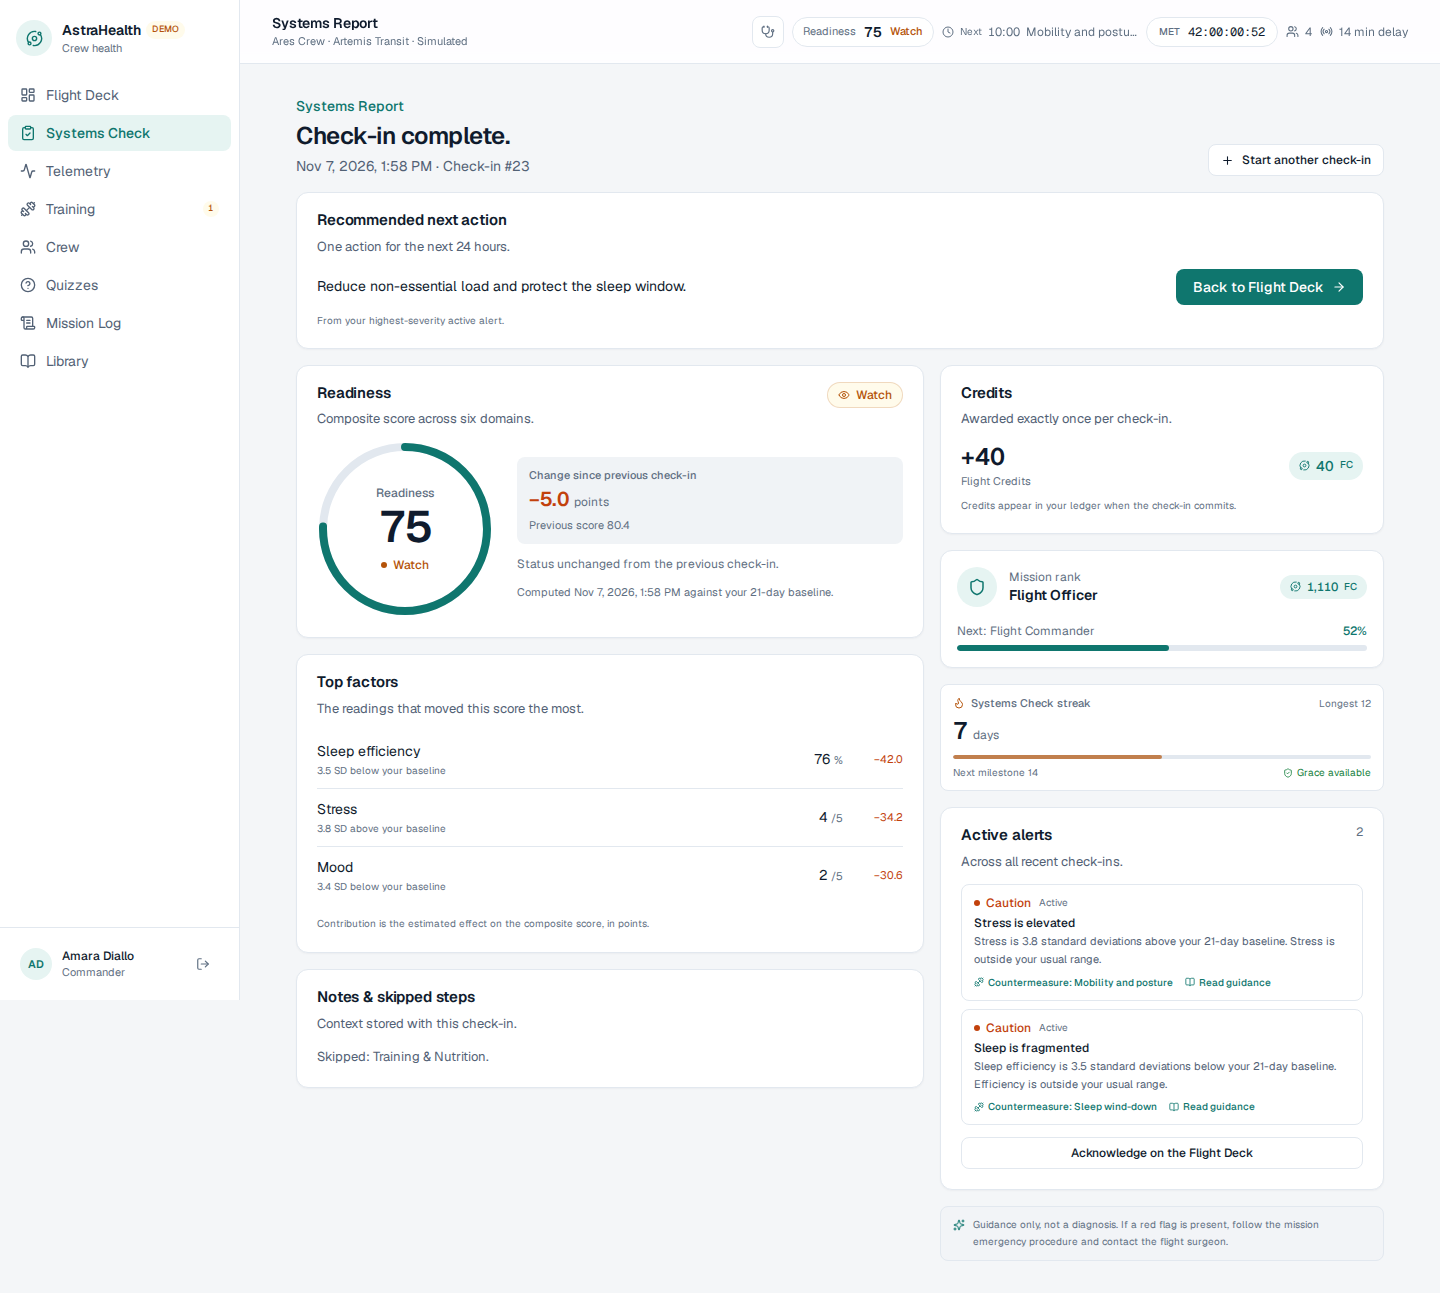 AstraHealth DEMO
Crew health
Flight Deck
Systems Check
Telemetry
Training 1
Crew
Quizzes
Mission Log
Library
AD
Amara Diallo
Commander
Systems Report
Ares Crew · Artemis Transit · Simulated
Readiness 75 Watch
Next 10:00 Mobility and postu...
MET 42:00:00:52
4
14 min delay
Systems Report
Check-in complete.
Nov 7, 2026, 1:58 PM · Check-in #23
Start another check-in
Recommended next action
One action for the next 24 hours.
Reduce non-essential load and protect the sleep window.
Back to Flight Deck
From your highest-severity active alert.
Readiness
Watch
Composite score across six domains.
Readiness
75
Watch
Change since previous check-in
−5.0 points
Previous score 80.4
Status unchanged from the previous check-in.
Computed Nov 7, 2026, 1:58 PM against your 21-day baseline.
Top factors
The readings that moved this score the most.
Sleep efficiency
3.5 SD below your baseline
76 %
−42.0
Stress
3.8 SD above your baseline
4 /5
−34.2
Mood
3.4 SD below your baseline
2 /5
−30.6
Contribution is the estimated effect on the composite score, in points.
Notes & skipped steps
Context stored with this check-in.
Skipped: Training & Nutrition.
Credits
Awarded exactly once per check-in.
+40
Flight Credits
40 FC
Credits appear in your ledger when the check-in commits.
Mission rank
Flight Officer
1,110 FC
Next: Flight Commander
52%
Systems Check streak
Longest 12
7 days
Next milestone 14
Grace available
Active alerts
2
Across all recent check-ins.
Caution Active
Stress is elevated
Stress is 3.8 standard deviations above your 21-day baseline. Stress is
outside your usual range.
Countermeasure: Mobility and posture
Read guidance
Caution Active
Sleep is fragmented
Sleep efficiency is 3.5 standard deviations below your 21-day baseline.
Efficiency is outside your usual range.
Countermeasure: Sleep wind-down
Read guidance
Acknowledge on the Flight Deck
Guidance only, not a diagnosis. If a red flag is present, follow the mission
emergency procedure and contact the flight surgeon.